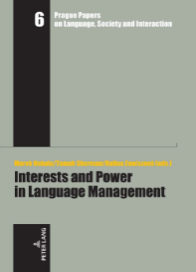 6
Prague Papers
on Language, Society and Interaction
Interests and Power
in Language Management
PETER LANG